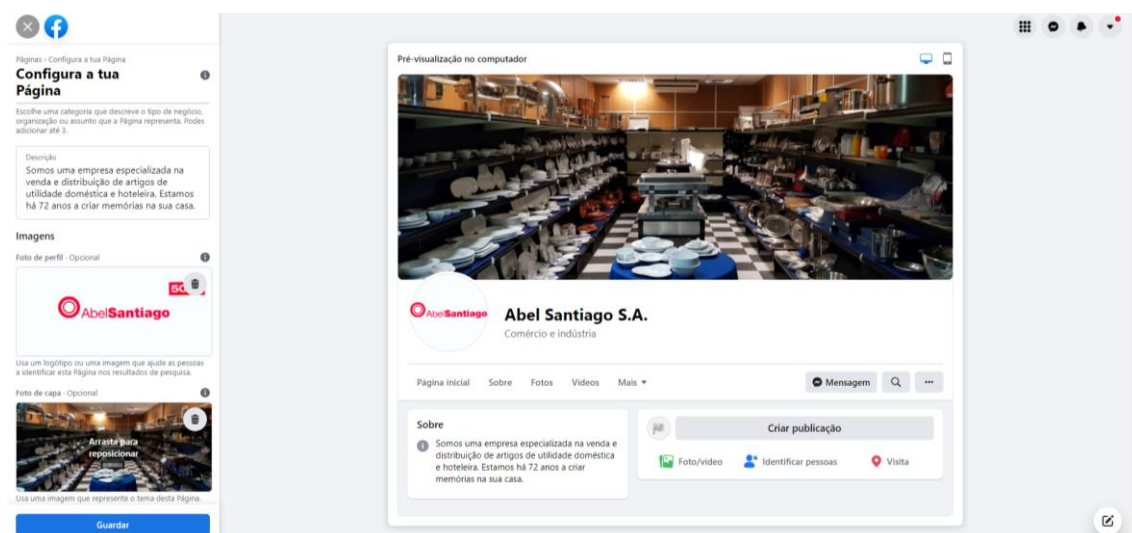 Páginas › Configura a tua Página
Configura a tua
Página
Escolhe uma categoria que descreve o tipo de negócio,
organização ou assunto que a Página representa. Podes
adicionar até 3.
Descrição
Somos uma empresa especializada na
venda e distribuição de artigos de
utilidade doméstica e hoteleira. Estamos
há 72 anos a criar memórias na sua casa.
Imagens
Foto de perfil · Opcional
AbelSantiago
Usa um logótipo ou uma imagem que ajude as pessoas
a identificar esta Página nos resultados de pesquisa.
Foto de capa · Opcional
Arrasta para
reposicionar
Usa uma imagem que represente o tema desta Página.
Guardar
Pré-visualização no computador
AbelSantiago
Abel Santiago S.A.
Comércio e indústria
Página inicial Sobre Fotos Vídeos Mais
Mensagem
Sobre
Somos uma empresa especializada na venda e
distribuição de artigos de utilidade doméstica
e hoteleira. Estamos há 72 anos a criar
memórias na sua casa.
Criar publicação
Foto/vídeo Identificar pessoas Visita